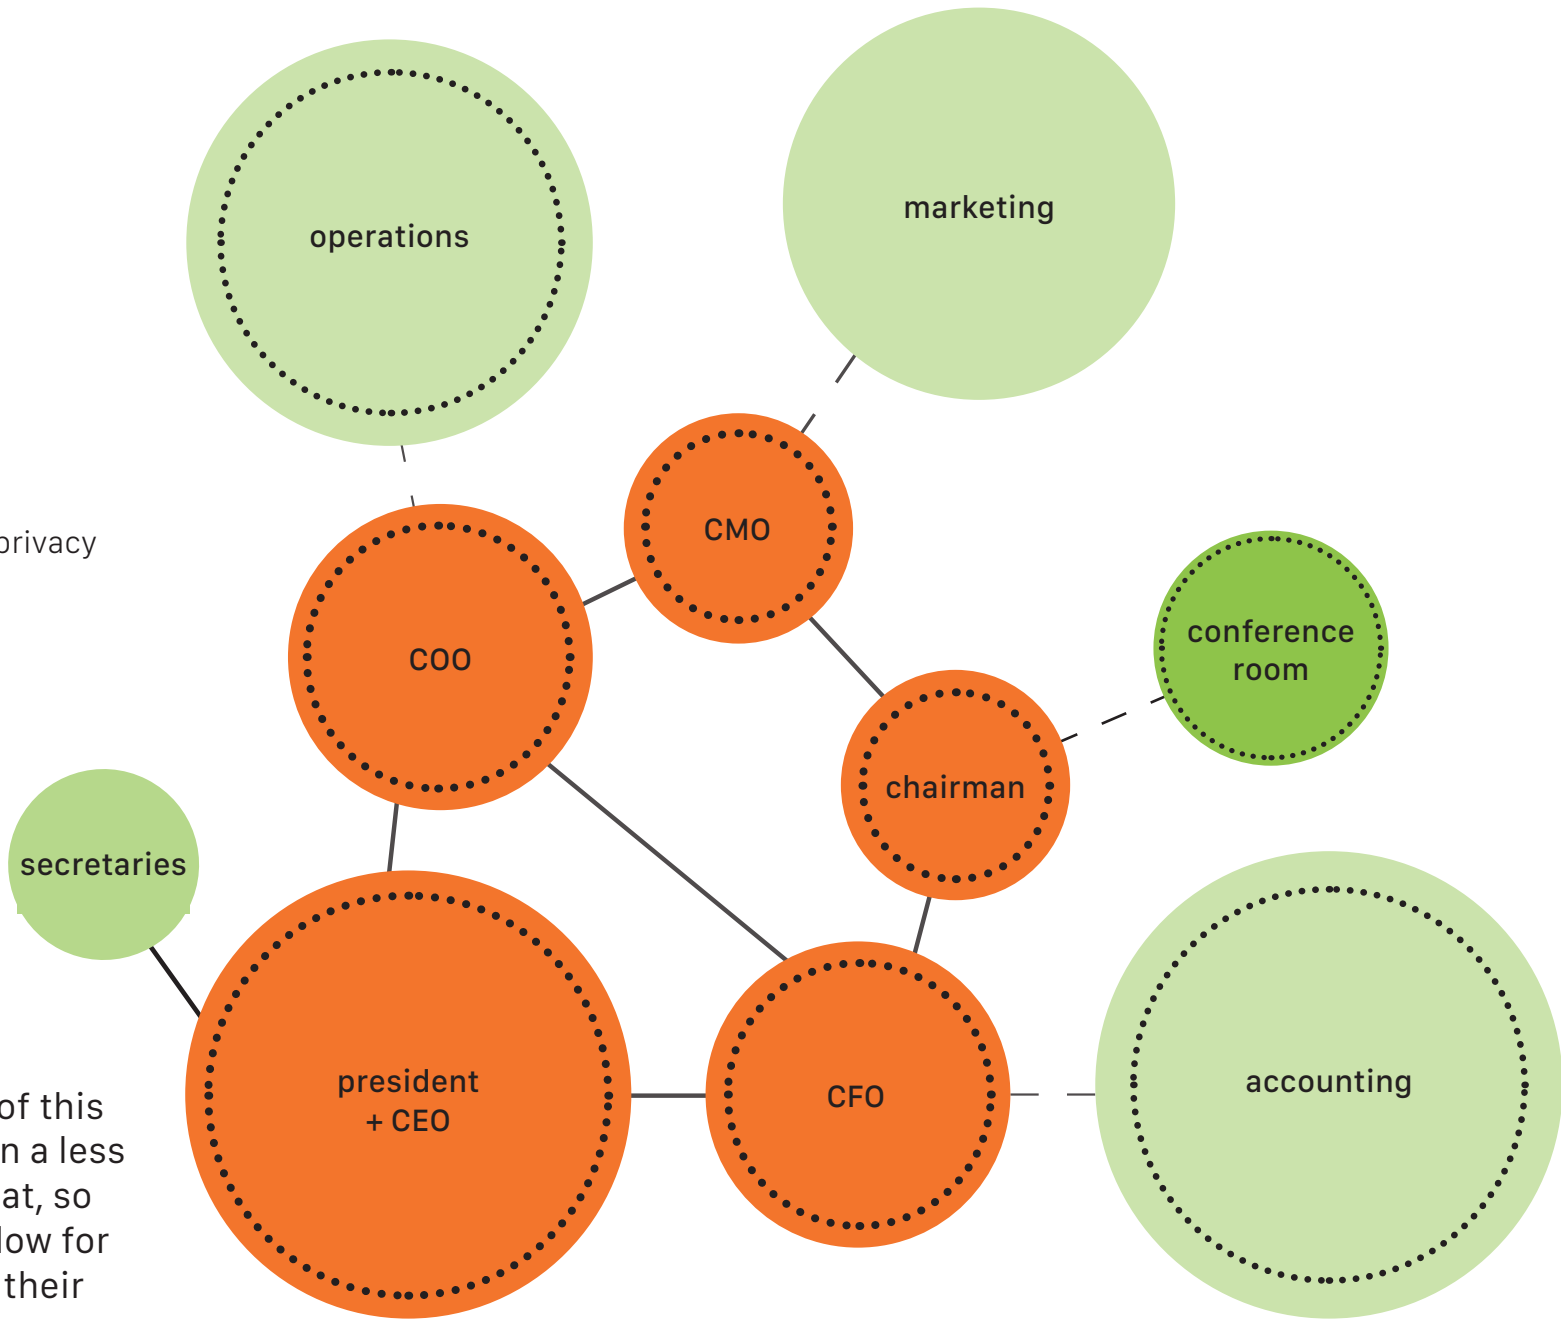 operations
marketing
CMO
privacy
conference
room
COO
chairman
secretaries
president
+ CEO
CFO
accounting
of this
n a less
at, so
low for
their